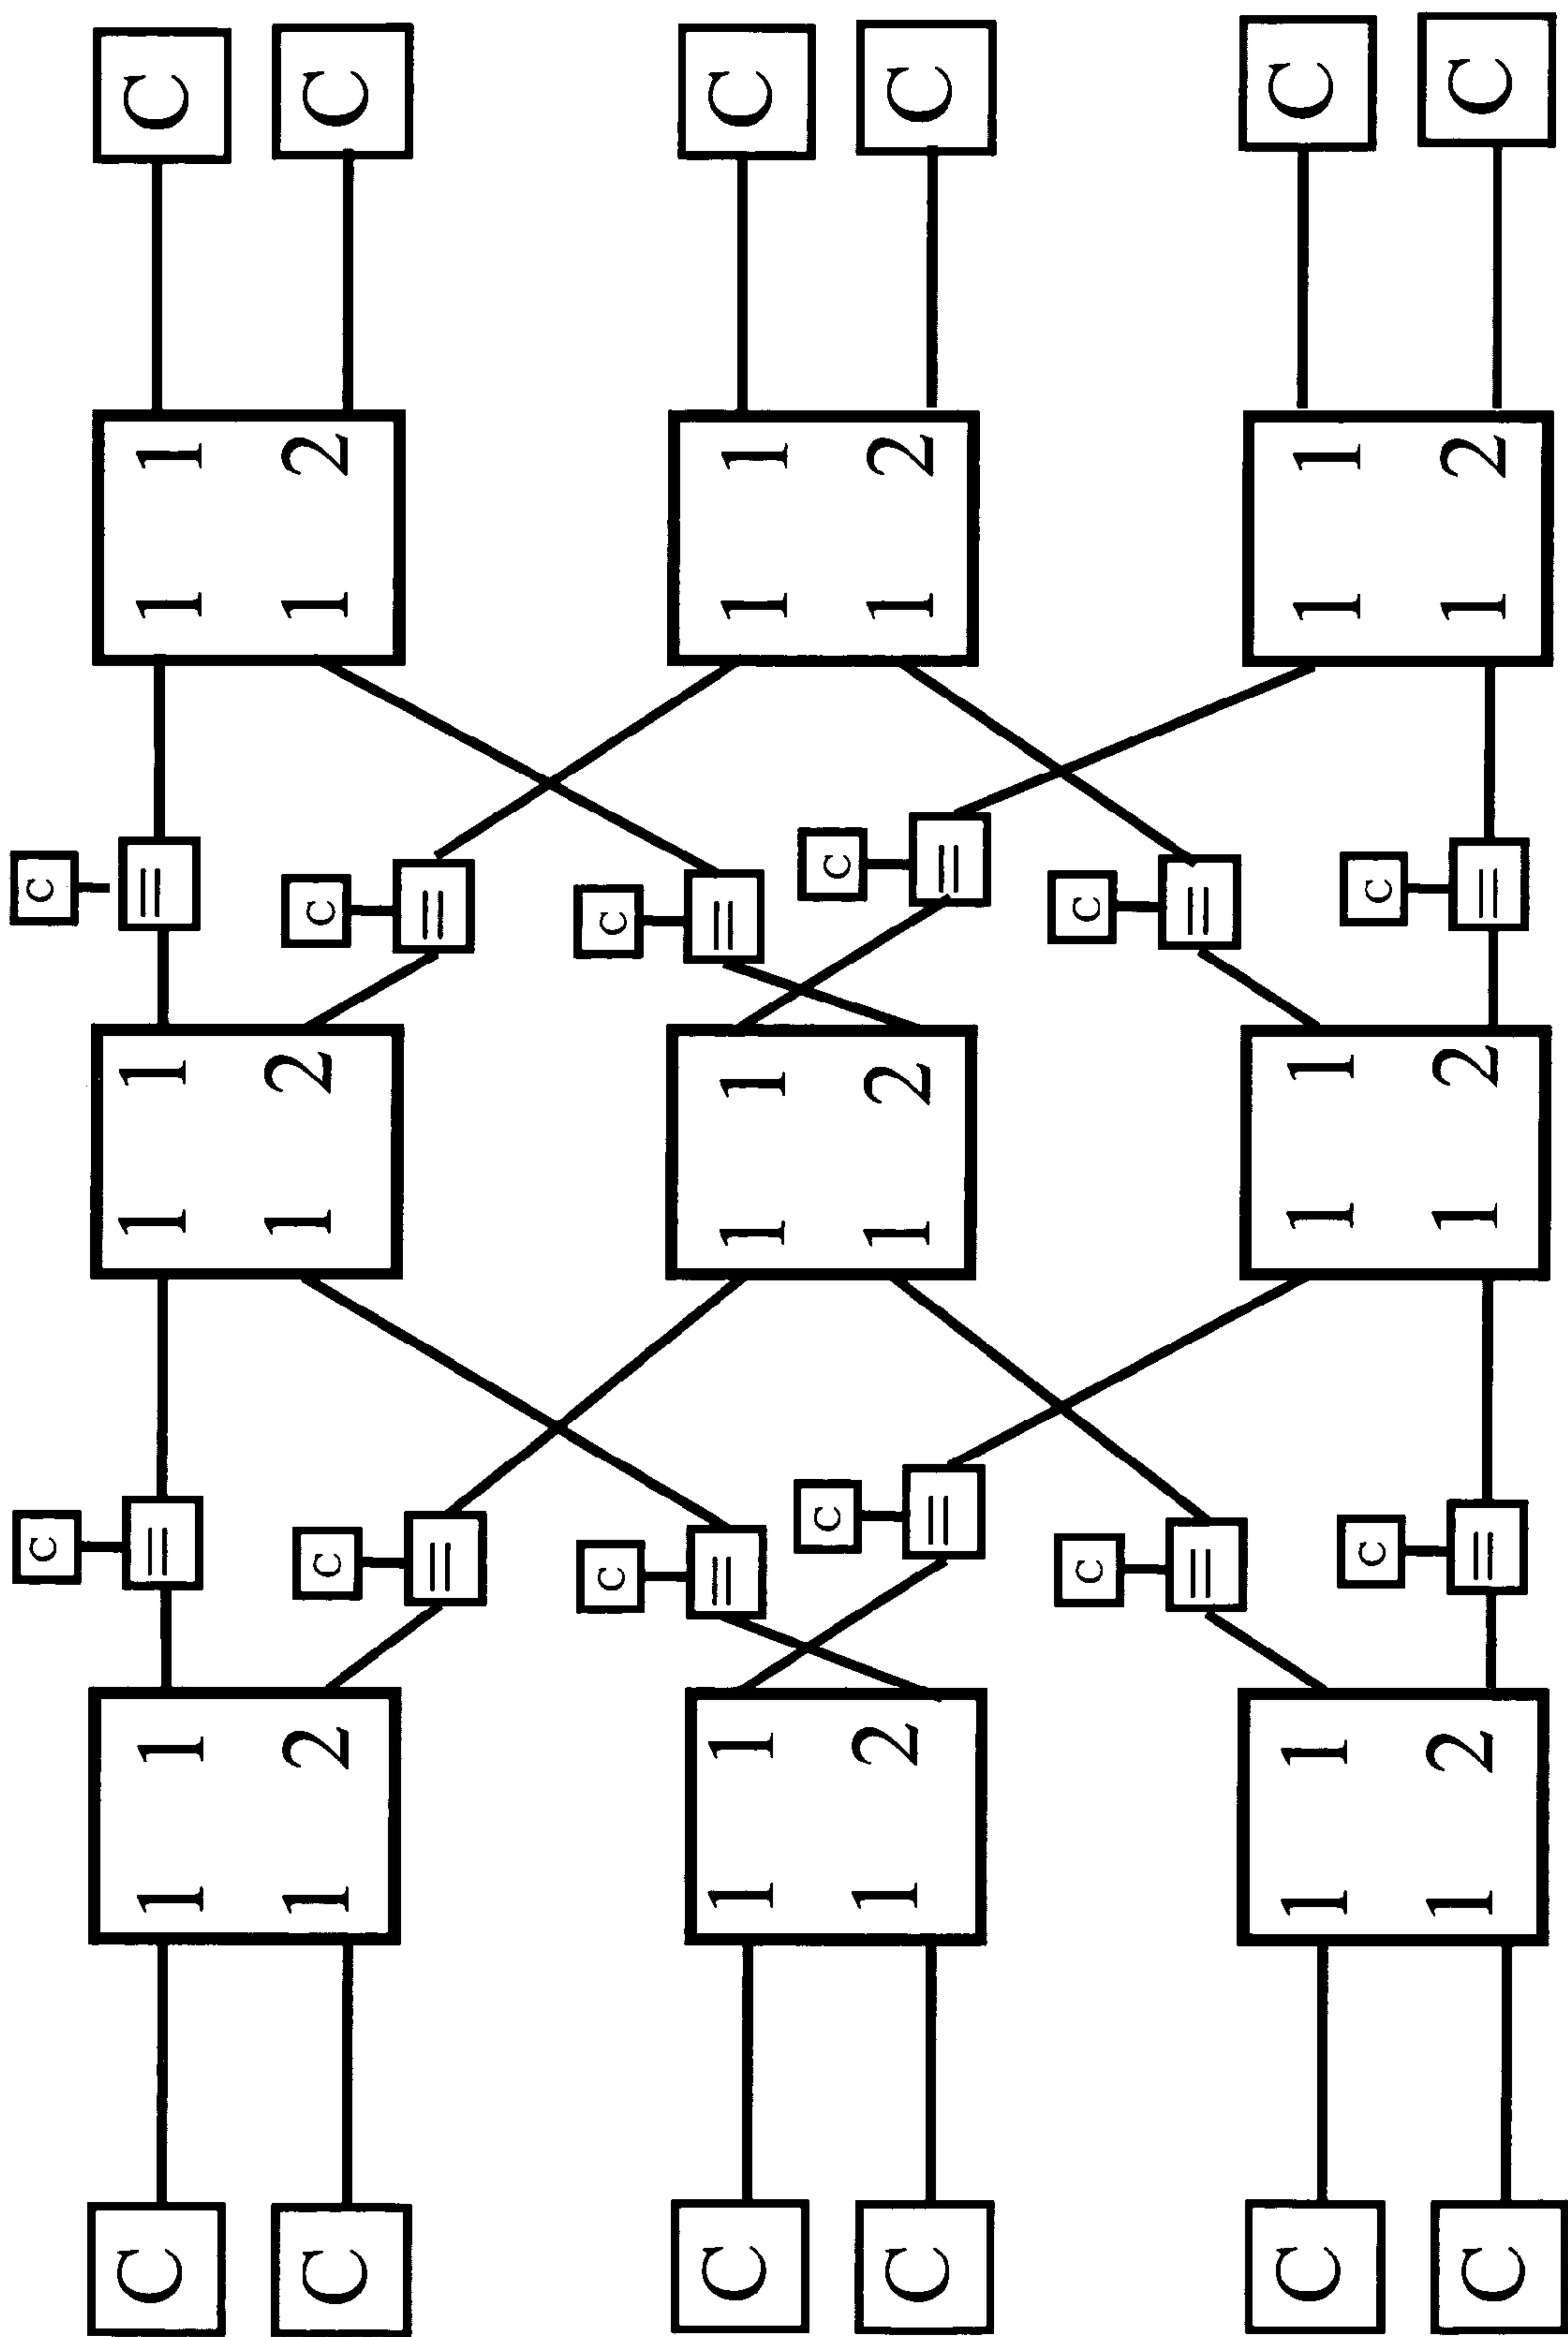 c c
C 1 1 = 1 1 = 1 1 C
C 1 2 c 1 2 c 1 2 C
= =
c c
C 1 1 = 1 1 = 1 1 C
c c
C 1 2 = 1 2 = 1 2 C
c c
= =
C 1 1 1 1 1 1 C
c c
C 1 2 = 1 2 = 1 2 C